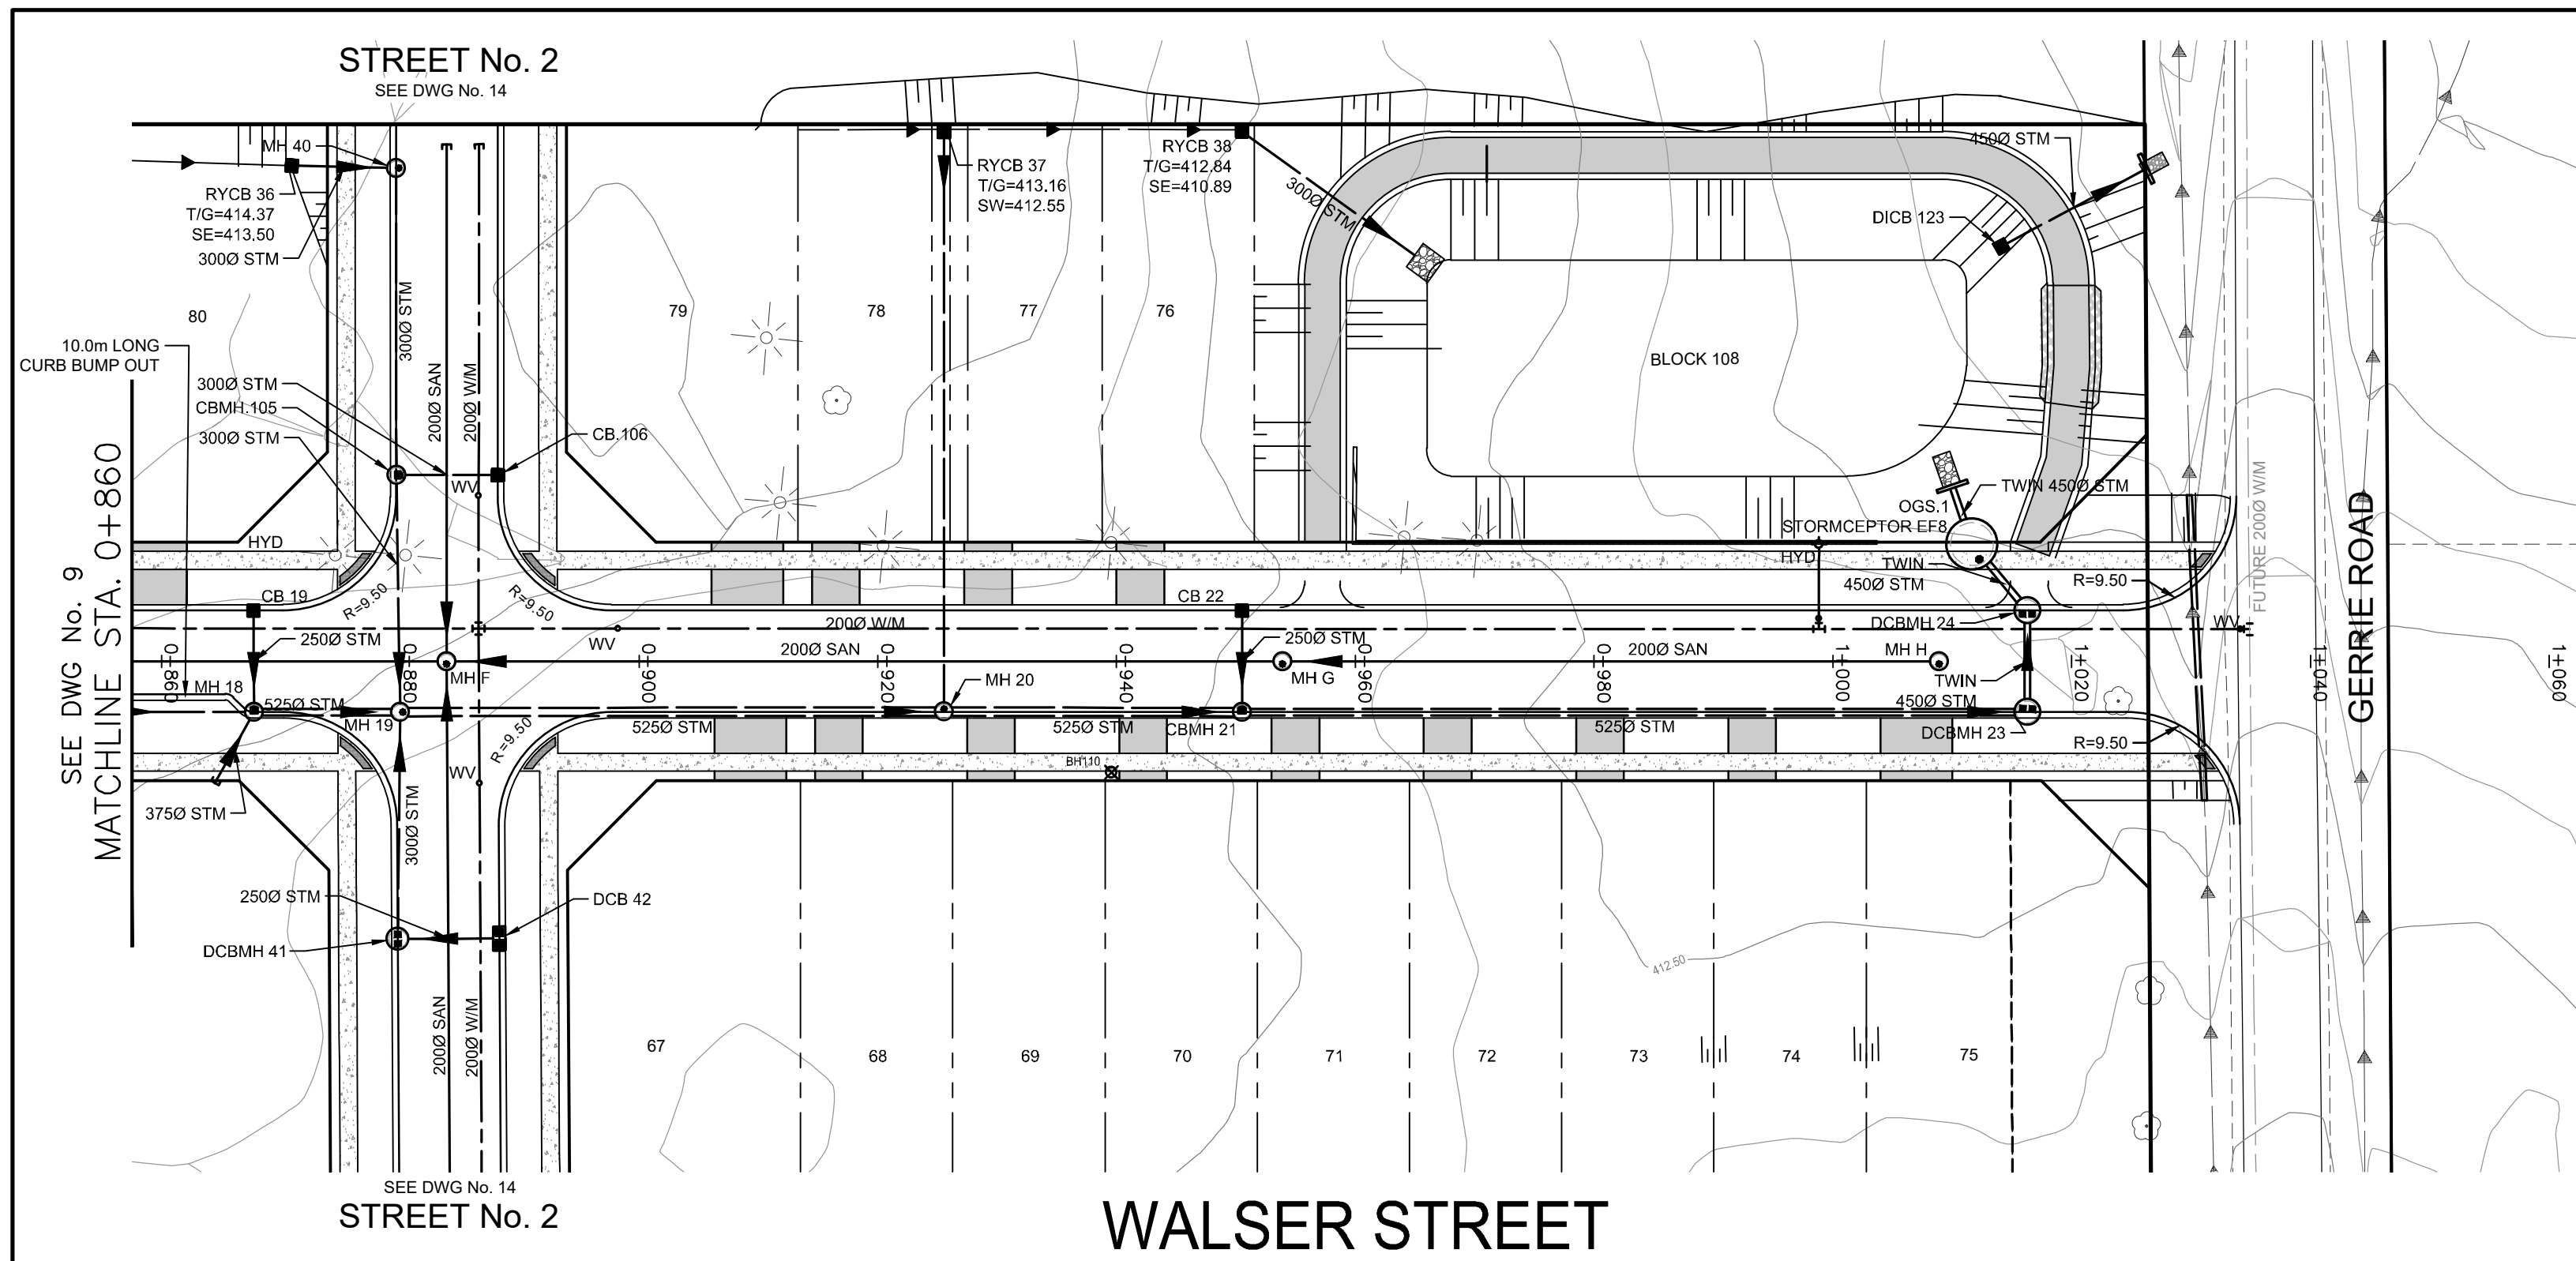 STREET No. 2
SEE DWG No. 14
MH 40
RYCB 36
T/G=414.37
SE=413.50
300Ø STM
RYCB 37
T/G=413.16
SW=412.55
RYCB 38
T/G=412.84
SE=410.89
300Ø STM
450Ø STM
DICB 123
80
79
78
77
76
BLOCK 108
10.0m LONG
CURB BUMP OUT
300Ø STM
200Ø SAN
200Ø W/M
300Ø STM
CBMH.105
300Ø STM
CB.106
WV
OGS.1
STORMCEPTOR EF8
TWIN 450Ø STM
HYD
HYD
TWIN
450Ø STM
R=9.50
FUTURE 200Ø W/M
GERRIE ROAD
SEE DWG No. 9
MATCHLINE STA. 0+860
CB 19
R=9.50
R=9.50
CB 22
200Ø W/M
DCBMH 24
WV
WV
250Ø STM
250Ø STM
0+860
0+880
0+900
0+920
0+940
0+960
0+980
1+000
1+020
1+040
1+060
200Ø SAN
200Ø SAN
MH F
MH G
MH H
MH 18
525Ø STM
MH 19
MH 20
TWIN
450Ø STM
R=9.50
525Ø STM
525Ø STM
CBMH 21
525Ø STM
DCBMH 23
R=9.50
WV
BH110
375Ø STM
300Ø STM
250Ø STM
DCB 42
DCBMH 41
412.50
200Ø SAN
200Ø W/M
67
68
69
70
71
72
73
74
75
SEE DWG No. 14
STREET No. 2
WALSER STREET